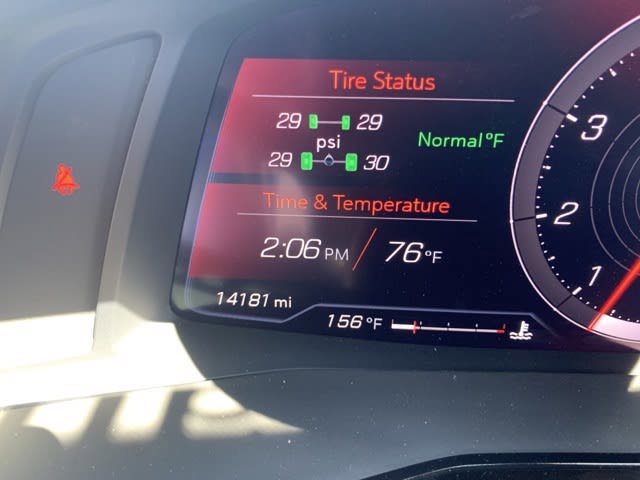 Tire Status
29 29
psi
Normal °F
29 30
Time & Temperature
2:06 PM / 76 °F
14181 mi
156 °F
3
2
1